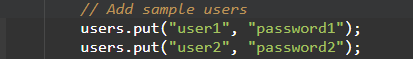 // Add sample users
users.put("user1", "password1");
users.put("user2", "password2");